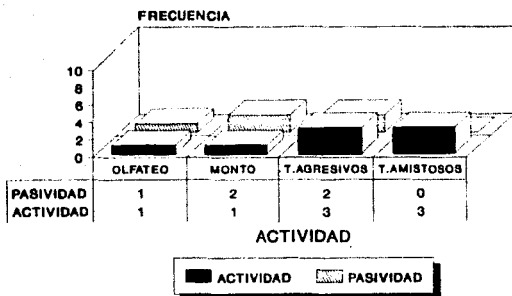 FRECUENCIA
10
8
6
4
2
0
OLFATEO MONTO T.AGRESIVOS T.AMISTOSOS
PASIVIDAD 1 2 2 0
ACTIVIDAD 1 1 3 3
ACTIVIDAD
ACTIVIDAD PASIVIDAD